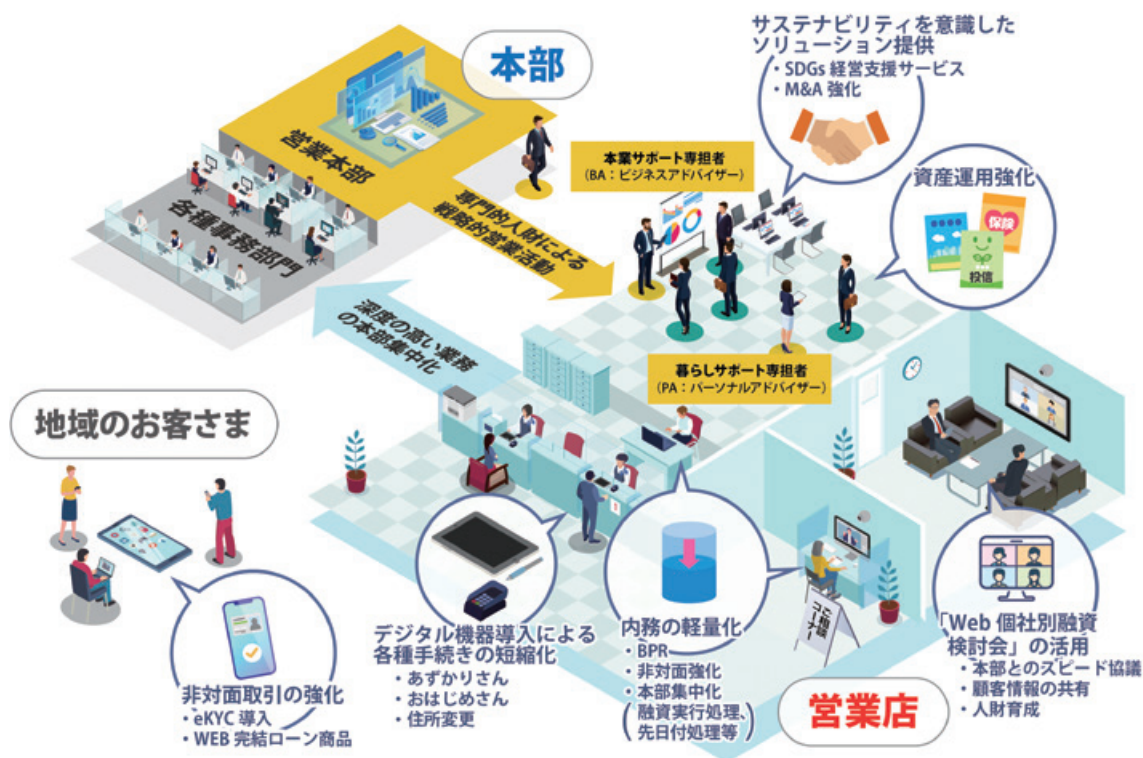 本部
営業本部
各種事務部門
専門的人財による
戦略的営業活動
深度の高い業務
の本部集中化
サステナビリティを意識した
ソリューション提供
・SDGs 経営支援サービス
・M&A 強化
本業サポート専担者
（BA：ビジネスアドバイザー）
資産運用強化
保険
投信
暮らしサポート専担者
（PA：パーソナルアドバイザー）
地域のお客さま
非対面取引の強化
・eKYC 導入
・WEB 完結ローン商品
デジタル機器導入による
各種手続きの短縮化
・あずかりさん
・おはじめさん
・住所変更
内務の軽量化
・BPR
・非対面強化
・本部集中化
（融資実行処理、
先日付処理等）
ご相談
コーナー
営業店
「Web 個社別融資
検討会」の活用
・本部とのスピード協議
・顧客情報の共有
・人財育成